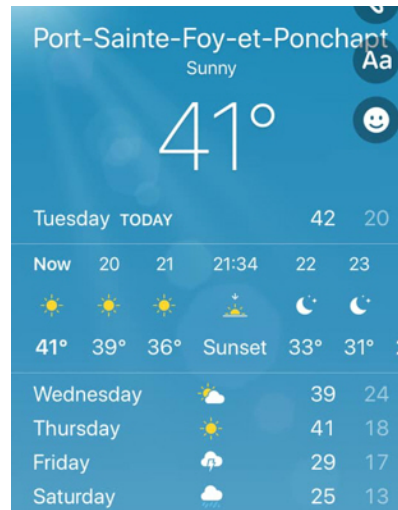 Port-Sainte-Foy-et-Ponchapt
Aa
Sunny
41°
Tuesday TODAY 42 20
Now 20 21 21:34 22 23
41° 39° 36° Sunset 33° 31°
Wednesday 39 24
Thursday 41 18
Friday 29 17
Saturday 25 13